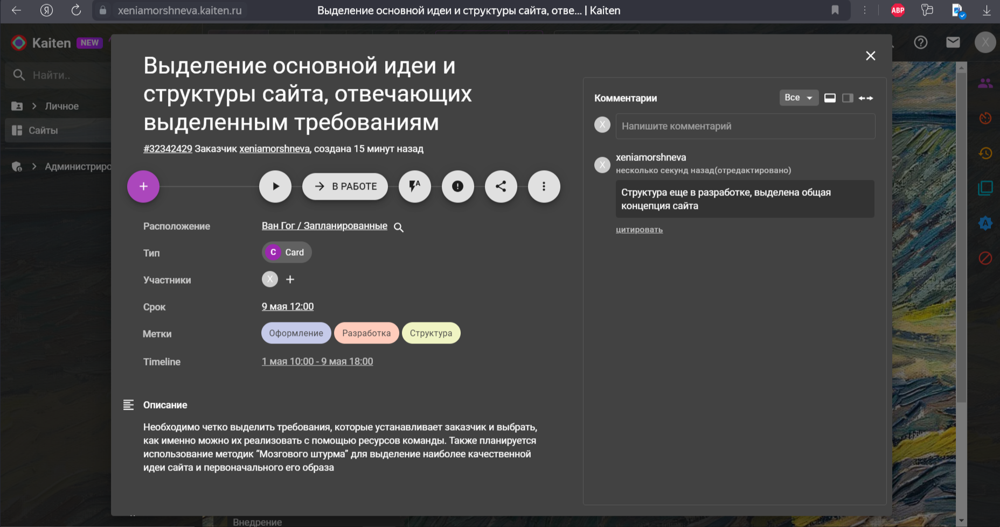 xeniamorshneva.kaiten.ru
Выделение основной идеи и структуры сайта, отве... | Kaiten
ABP
Kaiten NEW
X
Найти..
Личное
Сайты
Администриро
Выделение основной идеи и
структуры сайта, отвечающих
выделенным требованиям
#32342429 Заказчик xeniamorshneva, создана 15 минут назад
+
В РАБОТЕ
Расположение
Ван Гог / Запланированные
Тип
C Card
Участники
X +
Срок
9 мая 12:00
Метки
Оформление Разработка Структура
Timeline
1 мая 10:00 - 9 мая 18:00
Описание
Необходимо четко выделить требования, которые устанавливает заказчик и выбрать,
как именно можно их реализовать с помощью ресурсов команды. Также планируется
использование методик “Мозгового штурма” для выделение наиболее качественной
идеи сайта и первоначального его образа
Комментарии
Все
X
Напишите комментарий
X
xeniamorshneva
несколько секунд назад(отредактировано)
Структура еще в разработке, выделена общая
концепция сайта
цитировать
Внедрение